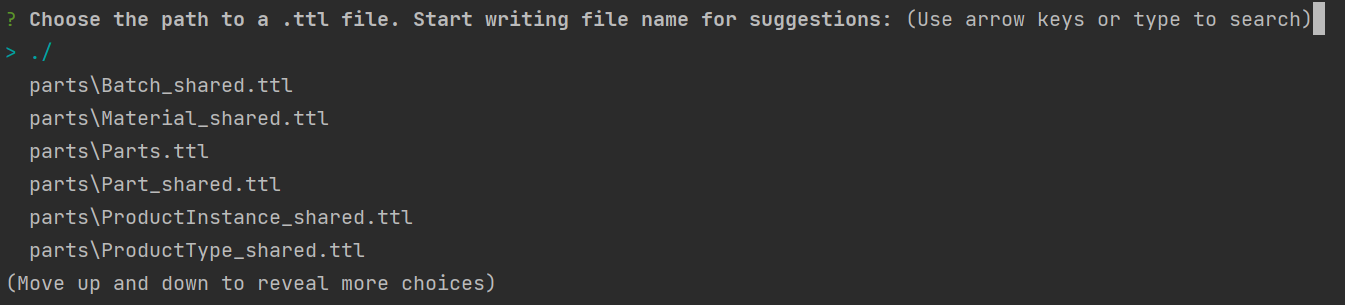 ? Choose the path to a .ttl file. Start writing file name for suggestions: (Use arrow keys or type to search)
> ./
parts\Batch_shared.ttl
parts\Material_shared.ttl
parts\Parts.ttl
parts\Part_shared.ttl
parts\ProductInstance_shared.ttl
parts\ProductType_shared.ttl
(Move up and down to reveal more choices)